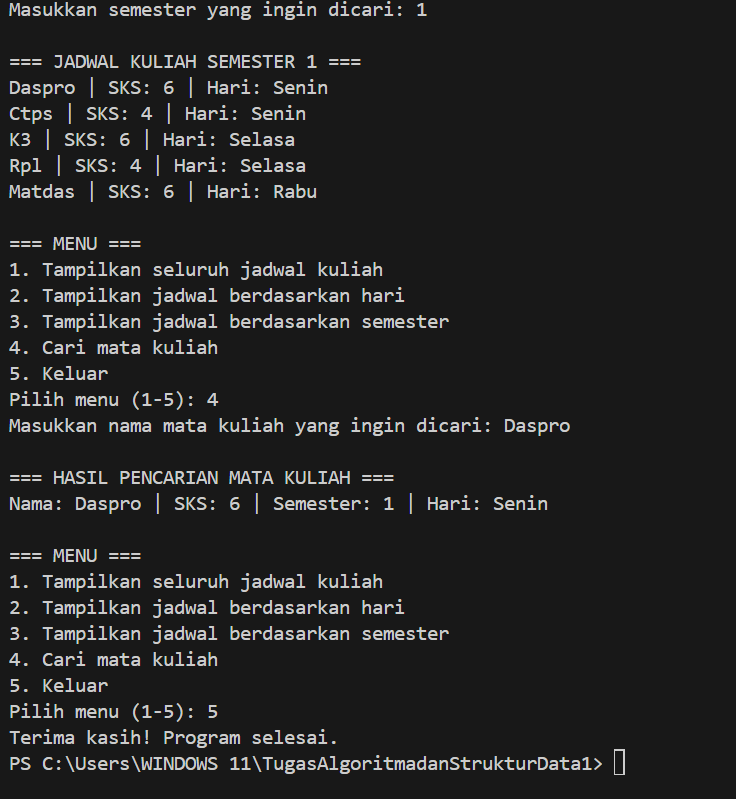 Masukkan semester yang ingin dicari: 1
=== JADWAL KULIAH SEMESTER 1 ===
Daspro | SKS: 6 | Hari: Senin
Ctps | SKS: 4 | Hari: Senin
K3 | SKS: 6 | Hari: Selasa
Rpl | SKS: 4 | Hari: Selasa
Matdas | SKS: 6 | Hari: Rabu
=== MENU ===
1. Tampilkan seluruh jadwal kuliah
2. Tampilkan jadwal berdasarkan hari
3. Tampilkan jadwal berdasarkan semester
4. Cari mata kuliah
5. Keluar
Pilih menu (1-5): 4
Masukkan nama mata kuliah yang ingin dicari: Daspro
=== HASIL PENCARIAN MATA KULIAH ===
Nama: Daspro | SKS: 6 | Semester: 1 | Hari: Senin
=== MENU ===
1. Tampilkan seluruh jadwal kuliah
2. Tampilkan jadwal berdasarkan hari
3. Tampilkan jadwal berdasarkan semester
4. Cari mata kuliah
5. Keluar
Pilih menu (1-5): 5
Terima kasih! Program selesai.
PS C:\Users\WINDOWS 11\TugasAlgoritmadanStrukturData1>